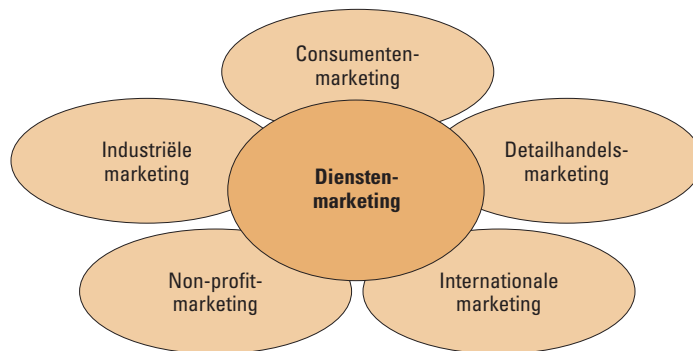 Consumenten-
marketing
Industriële
marketing
Detailhandels-
marketing
Diensten-
marketing
Non-profit-
marketing
Internationale
marketing